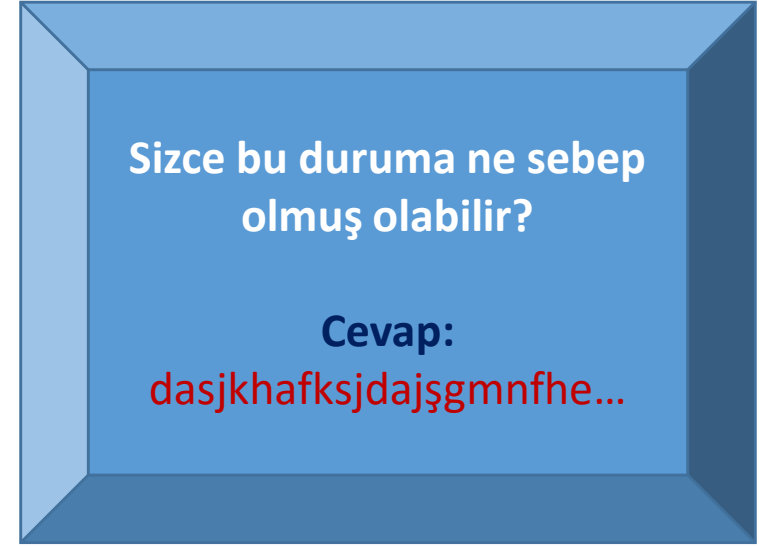 Sizce bu duruma ne sebep
olmuş olabilir?
Cevap:
dasjkhafksjdajşgmnfhe…